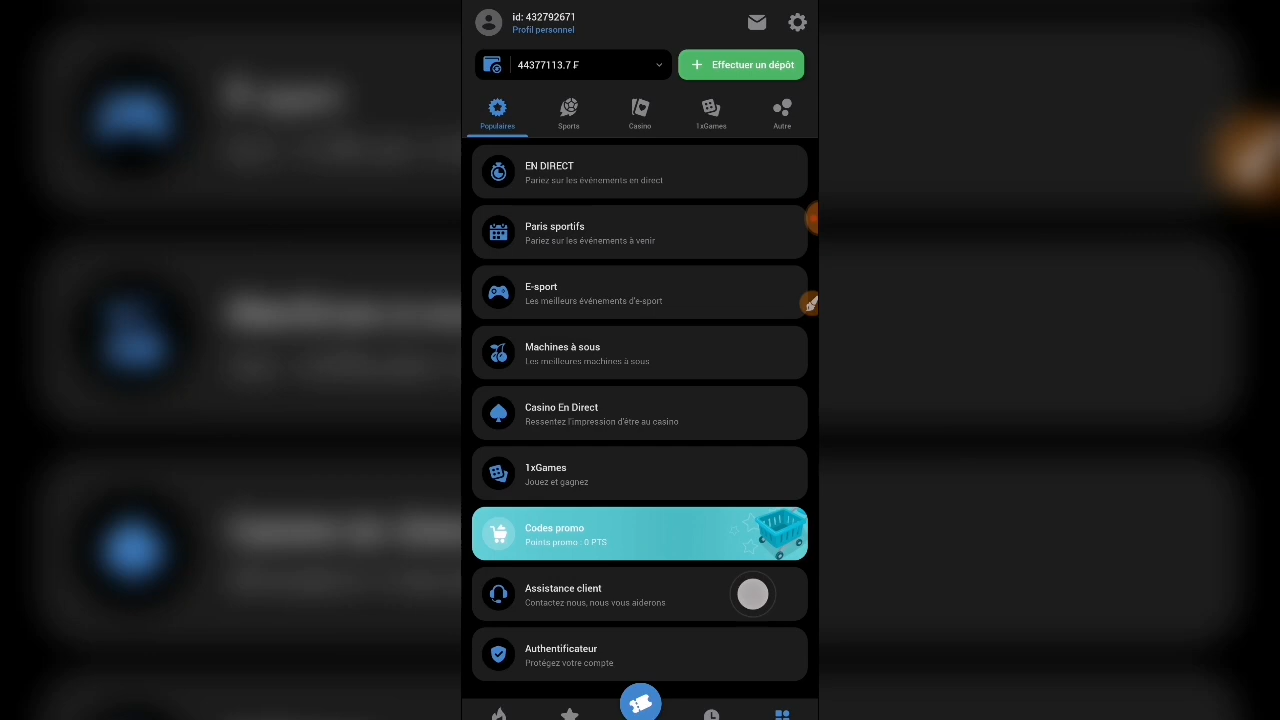 id: 432792671
Profil personnel
44377113.7 ₣
Effectuer un dépôt
Populaires
Sports
Casino
1xGames
Autre
EN DIRECT
Pariez sur les événements en direct
Paris sportifs
Pariez sur les événements à venir
E-sport
Les meilleurs événements d'e-sport
Machines à sous
Les meilleures machines à sous
Casino En Direct
Ressentez l'impression d'être au casino
1xGames
Jouez et gagnez
Codes promo
Points promo : 0 PTS
Assistance client
Contactez nous, nous vous aiderons
Authentificateur
Protégez votre compte